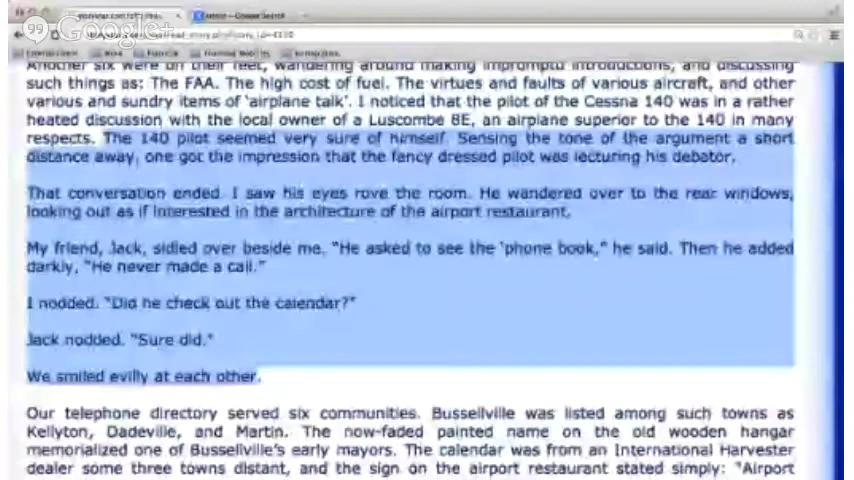 Google+
Another six were on their feet, wandering around making impromptu introductions, and discussing
such things as: The FAA. The high cost of fuel. The virtues and faults of various aircraft, and other
various and sundry items of 'airplane talk'. I noticed that the pilot of the Cessna 140 was in a rather
heated discussion with the local owner of a Luscombe 8E, an airplane superior to the 140 in many
respects. The 140 pilot seemed very sure of himself. Sensing the tone of the argument a short
distance away, one got the impression that the fancy dressed pilot was lecturing his debator.
That conversation ended. I saw his eyes rove the room. He wandered over to the rear windows,
looking out as if interested in the architecture of the airport restaurant.
My friend, Jack, sidled over beside me. "He asked to see the 'phone book," he said. Then he added
darkly, "He never made a call."
I nodded. "Did he check out the calendar?"
Jack nodded. "Sure did."
We smiled evilly at each other.
Our telephone directory served six communities. Bussellville was listed among such towns as
Kellyton, Dadeville, and Martin. The now-faded painted name on the old wooden hangar
memorialized one of Bussellville's early mayors. The calendar was from an International Harvester
dealer some three towns distant, and the sign on the airport restaurant stated simply: "Airport